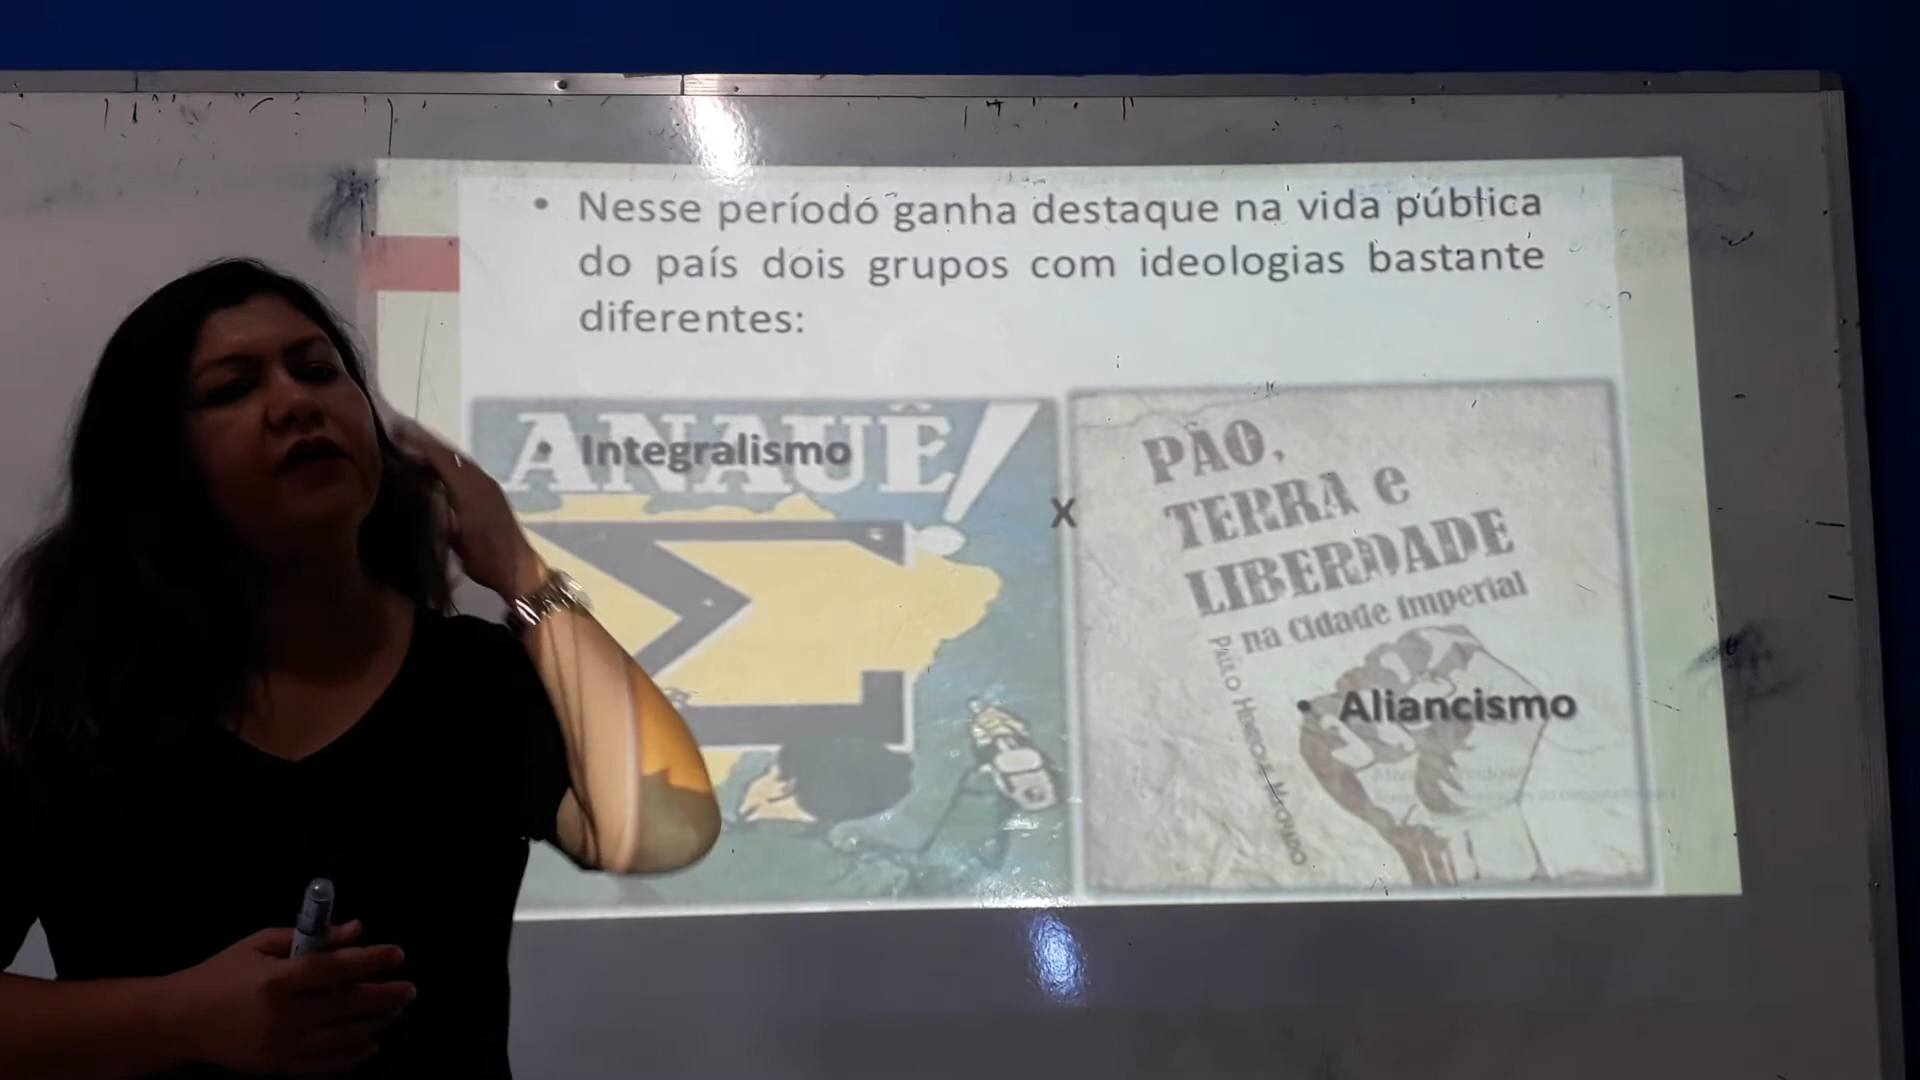 • Nesse período ganha destaque na vida pública
do país dois grupos com ideologias bastante
diferentes:
ANAUÊ!
• Integralismo
X
PÃO,
TERRA e
LIBERDADE
na Cidade Imperial
• Aliancismo